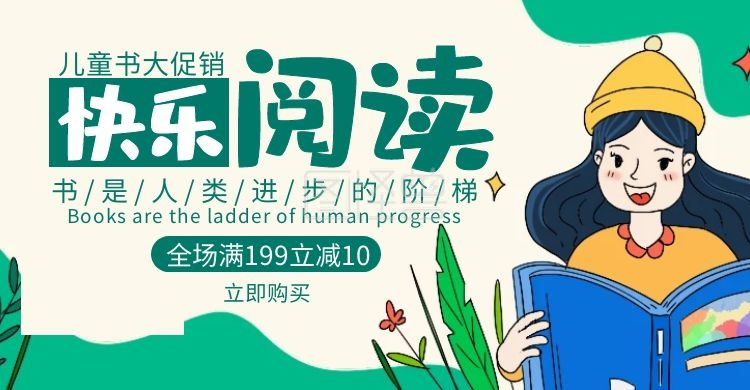 儿童书大促销
快乐阅读
书/是/人/类/进/步/的/阶/梯
Books are the ladder of human progress
全场满199立减10
立即购买